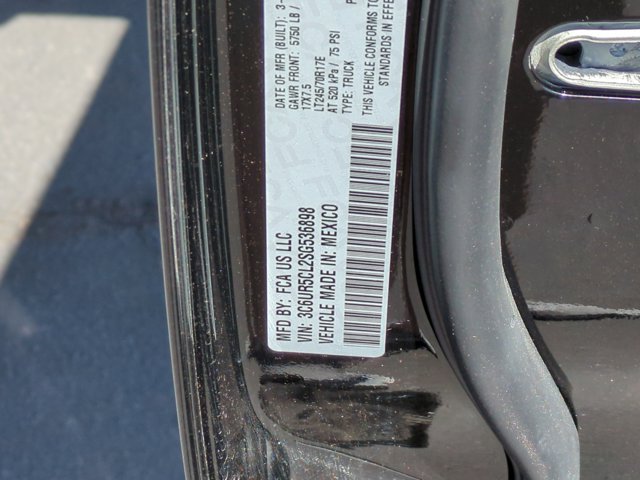 MFD BY: FCA US LLC
VIN: 3C6UR5CL2SG536898
VEHICLE MADE IN: MEXICO
DATE OF MFR (BUILT): 3-
GAWR FRONT: 5750 LB /
17X7.5
LT245/70R17E
AT 520 kPa / 75 PSI
TYPE: TRUCK
THIS VEHICLE CONFORMS TO
STANDARDS IN EFFE